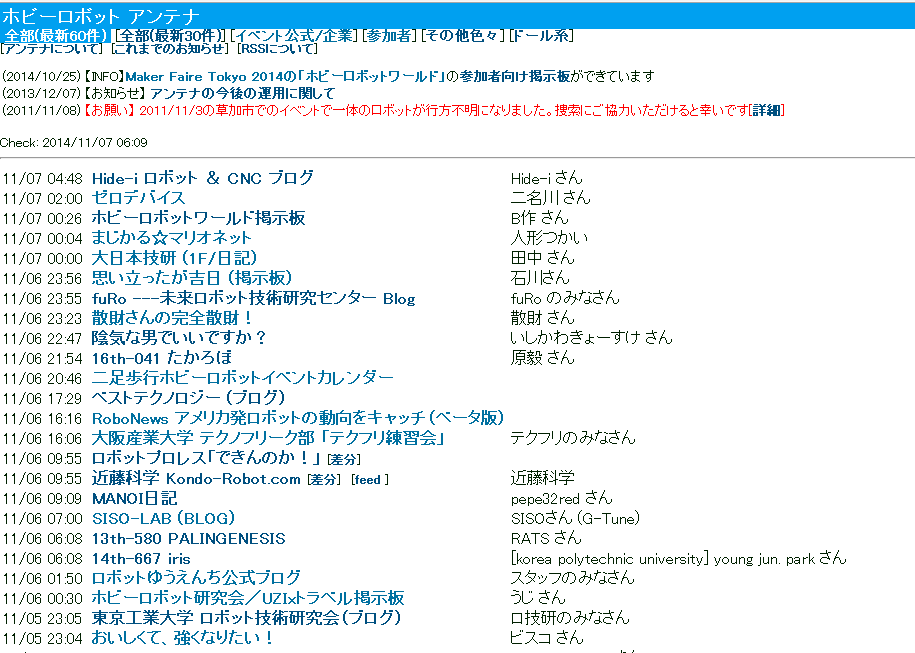 ホビーロボット アンテナ
全部(最新60件) [全部(最新30件)] [イベント公式/企業] [参加者] [その他色々] [ドール系]
[アンテナについて] [これまでのお知らせ] [RSSについて]
(2014/10/25) 【INFO】Maker Faire Tokyo 2014の「ホビーロボットワールド」の参加者向け掲示板ができています
(2013/12/07) 【お知らせ】 アンテナの今後の運用に関して
(2011/11/08) 【お願い】 2011/11/3の草加市でのイベントで一体のロボットが行方不明になりました。捜索にご協力いただけると幸いです[詳細]
Check: 2014/11/07 06:09
11/07 04:48 Hide-i ロボット ＆ CNC ブログ Hide-i さん
11/07 02:00 ゼロデバイス 二名川 さん
11/07 00:26 ホビーロボットワールド掲示板 B作 さん
11/07 00:04 まじかる☆マリオネット 人形つかい
11/07 00:00 大日本技研 (1F/日記) 田中 さん
11/06 23:56 思い立ったが吉日 (掲示板) 石川さん
11/06 23:55 fuRo ---未来ロボット技術研究センター Blog fuRo のみなさん
11/06 23:23 散財さんの完全散財！ 散財 さん
11/06 22:47 陰気な男でいいですか？ いしかわきょーすけ さん
11/06 21:54 16th-041 たかろぼ 原毅 さん
11/06 20:46 二足歩行ホビーロボットイベントカレンダー
11/06 17:29 ベストテクノロジー (ブログ)
11/06 16:16 RoboNews アメリカ発ロボットの動向をキャッチ (ベータ版)
11/06 16:06 大阪産業大学 テクノフリーク部 「テクフリ練習会」 テクフリのみなさん
11/06 09:55 ロボットプロレス「できんのか！」 [差分]
11/06 09:55 近藤科学 Kondo-Robot.com [差分] [feed ] 近藤科学
11/06 09:09 MANOI日記 pepe32red さん
11/06 07:00 SISO-LAB (BLOG) SISOさん (G-Tune)
11/06 06:08 13th-580 PALINGENESIS RATS さん
11/06 06:08 14th-667 iris [korea polytechnic university] young jun. park さん
11/06 01:50 ロボットゆうえんち公式ブログ スタッフのみなさん
11/06 00:30 ホビーロボット研究会／UZIxトラベル掲示板 うじ さん
11/05 23:05 東京工業大学 ロボット技術研究会 (ブログ) ロ技研のみなさん
11/05 23:04 おいしくて、強くなりたい！ ビスコ さん